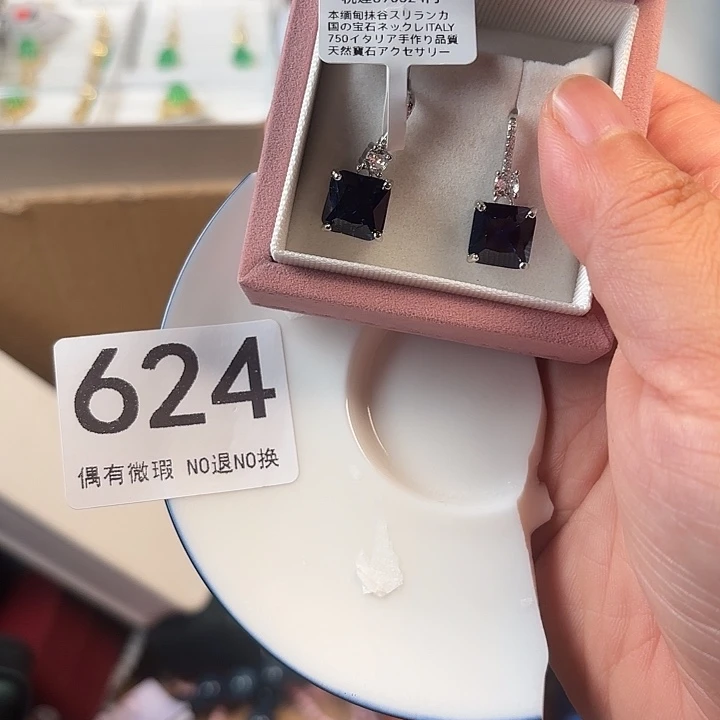 本缅甸抹谷スリランカ
国の宝石ネックレITALY
750イタリア手作り品質
天然寶石アクセサリー
624
偶有微瑕 NO退NO换